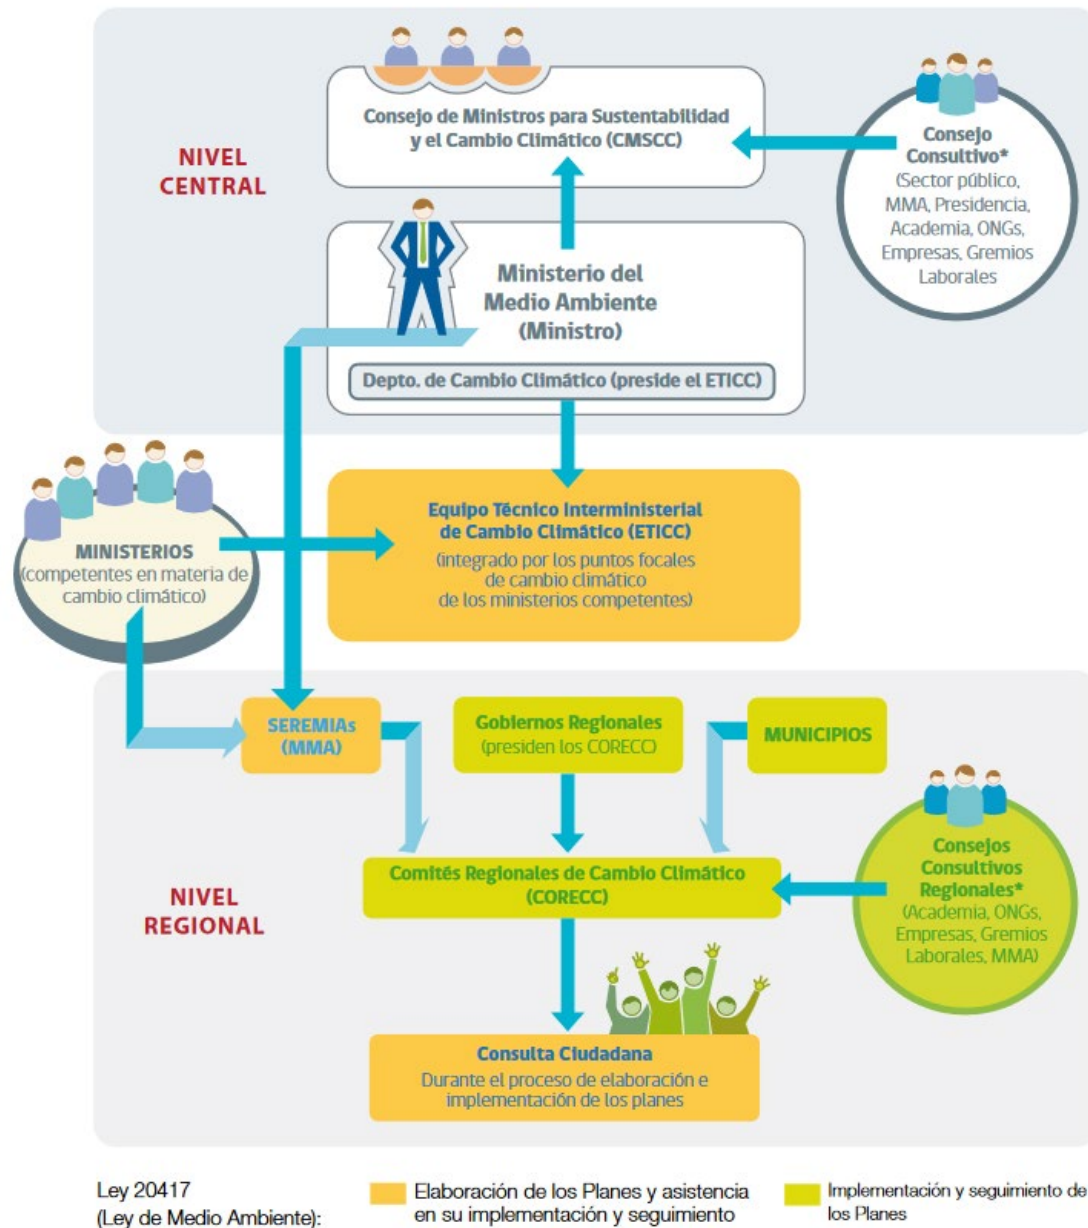 NIVEL
CENTRAL
Consejo de Ministros para Sustentabilidad
y el Cambio Climático (CMSCC)
Consejo
Consultivo*
(Sector público,
MMA, Presidencia,
Academia, ONGs,
Empresas, Gremios
Laborales
Ministerio del
Medio Ambiente
(Ministro)
Depto. de Cambio Climático (preside el ETICC)
MINISTERIOS
(competentes en materia de
cambio climático)
Equipo Técnico Interministerial
de Cambio Climático (ETICC)
(integrado por los puntos focales
de cambio climático
de los ministerios competentes)
SEREMIAs
(MMA)
Gobiernos Regionales
(presiden los CORECC)
MUNICIPIOS
NIVEL
REGIONAL
Comités Regionales de Cambio Climático
(CORECC)
Consejos
Consultivos
Regionales*
(Academia, ONGs,
Empresas, Gremios
Laborales, MMA)
Consulta Ciudadana
Durante el proceso de elaboración e
implementación de los planes
Ley 20417
(Ley de Medio Ambiente):
Elaboración de los Planes y asistencia
en su implementación y seguimiento
Implementación y seguimiento de
los Planes